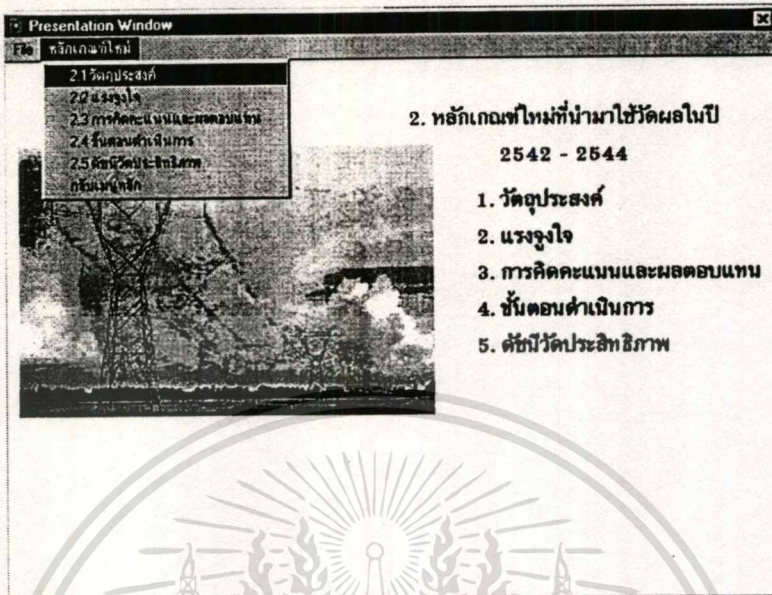 Presentation Window
File หลักเกณฑ์ใหม่
2.1 วัตถุประสงค์
2.2 แรงจูงใจ
2.3 การคิดคะแนนและผลตอบแทน
2.4 ขั้นตอนดำเนินการ
2.5 ดัชนีวัดประสิทธิภาพ
กลับเมนูหลัก
2. หลักเกณฑ์ใหม่ที่นำมาใช้วัดผลในปี
2542 - 2544
1. วัตถุประสงค์
2. แรงจูงใจ
3. การคิดคะแนนและผลตอบแทน
4. ขั้นตอนดำเนินการ
5. ดัชนีวัดประสิทธิภาพ